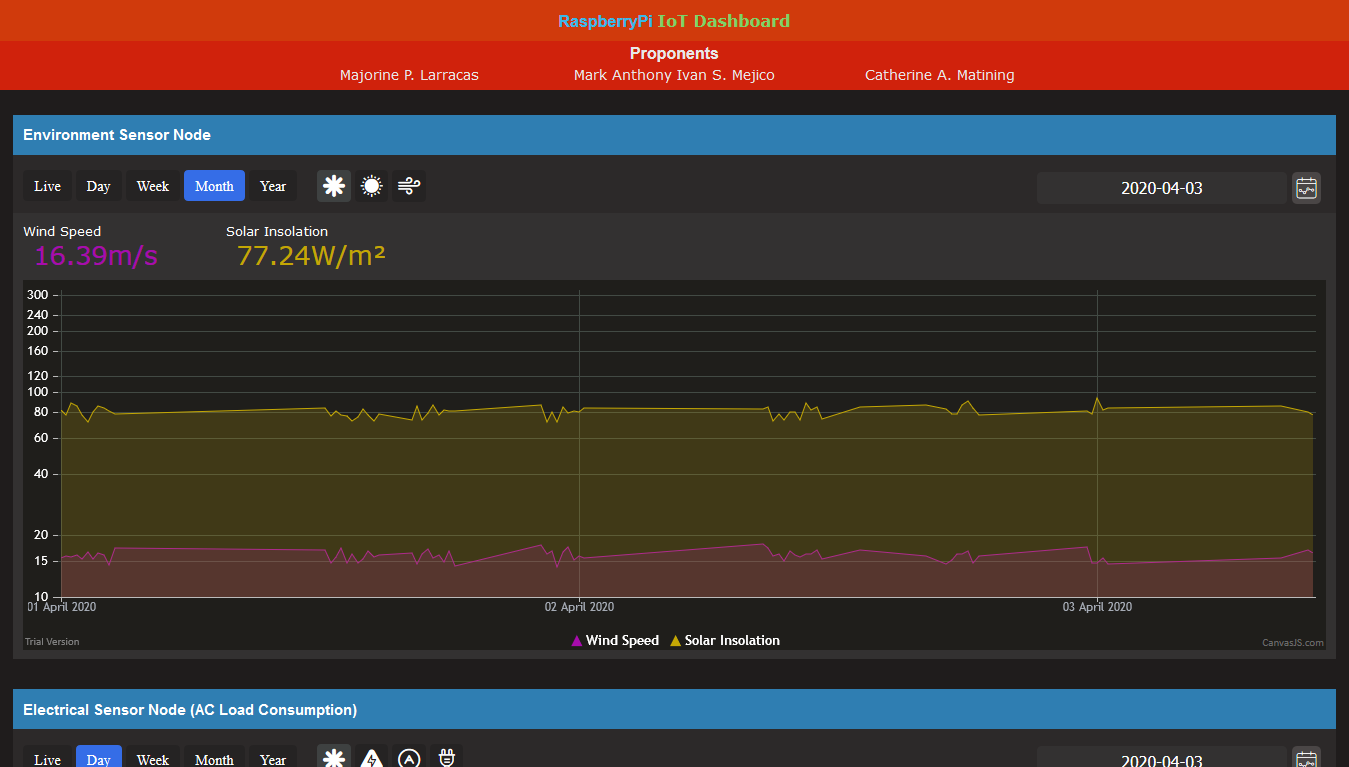 RaspberryPi IoT Dashboard
Proponents
Majorine P. Larracas Mark Anthony Ivan S. Mejico Catherine A. Matining
Environment Sensor Node
Live Day Week Month Year 2020-04-03
Wind Speed Solar Insolation
16.39m/s 77.24W/m²
300
240
200
160
120
100
80
60
40
20
15
10
01 April 2020 02 April 2020 03 April 2020
Wind Speed Solar Insolation
Trial Version CanvasJS.com
Electrical Sensor Node (AC Load Consumption)
Live Day Week Month Year 2020-04-03